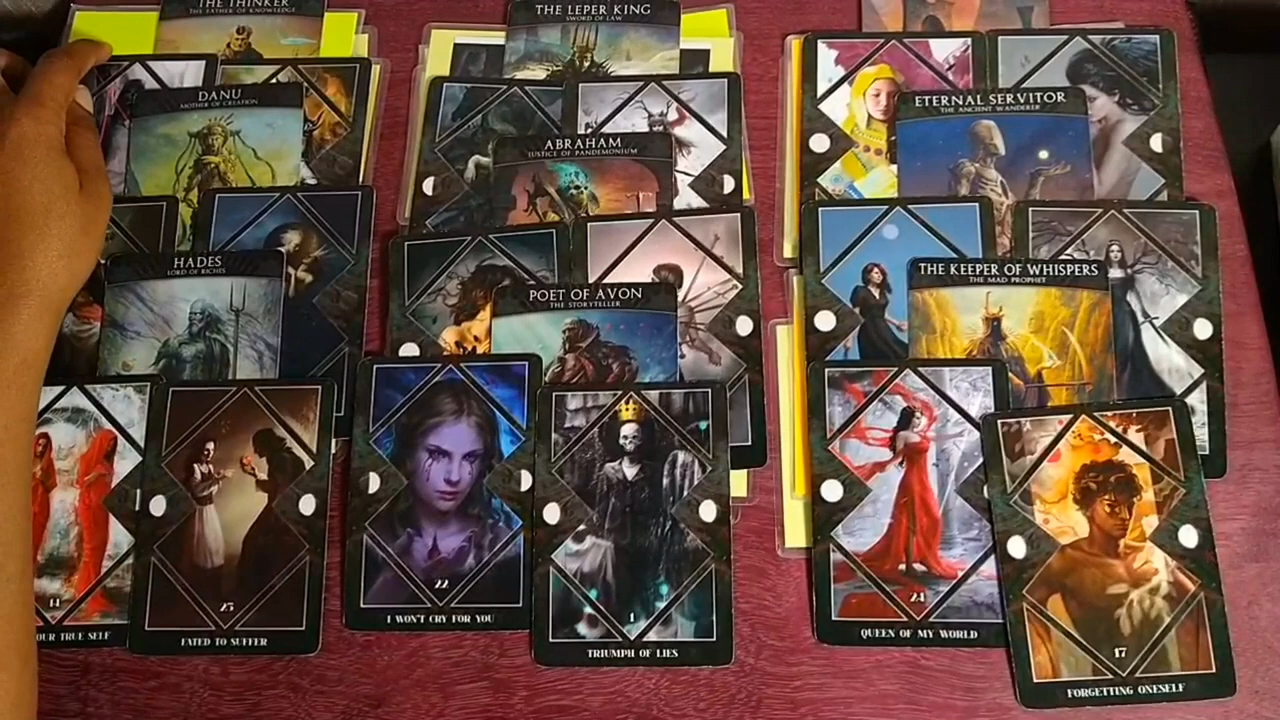 THE THINKER
THE FATHER OF KNOWLEDGE
DANU
MOTHER OF CREATION
HADES
LORD OF RICHES
14
OUR TRUE SELF
25
FATED TO SUFFER
THE LEPER KING
SWORD OF LAW
ABRAHAM
JUSTICE OF PANDEMONIUM
POET OF AVON
THE STORYTELLER
22
I WON'T CRY FOR YOU
1
TRIUMPH OF LIES
ETERNAL SERVITOR
THE ANCIENT WANDERER
THE KEEPER OF WHISPERS
THE MAD PROPHET
24
QUEEN OF MY WORLD
17
FORGETTING ONESELF